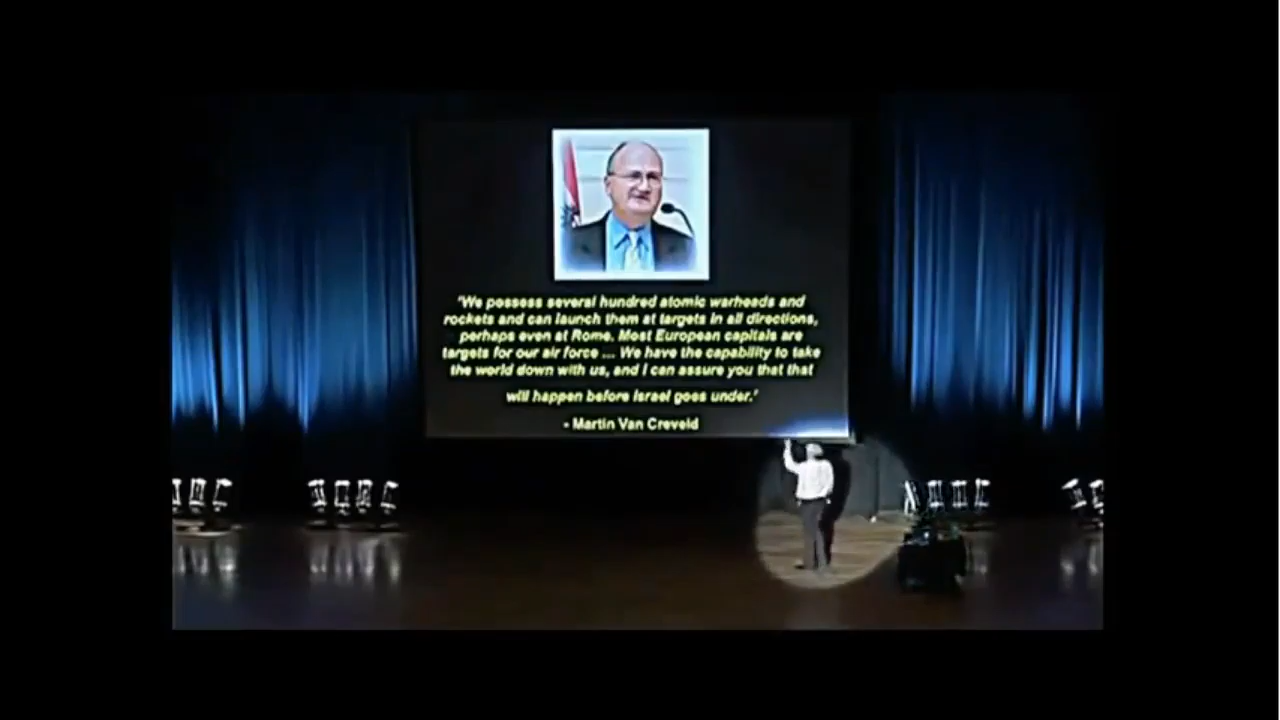 'We possess several hundred atomic warheads and
rockets and can launch them at targets in all directions,
perhaps even at Rome. Most European capitals are
targets for our air force ... We have the capability to take
the world down with us, and I can assure you that that
will happen before Israel goes under.'
- Martin Van Creveld